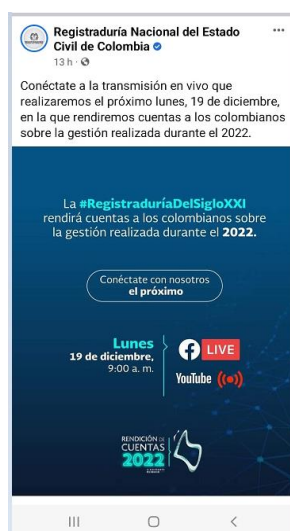 Registraduría Nacional del Estado
Civil de Colombia
13 h
Conéctate a la transmisión en vivo que
realizaremos el próximo lunes, 19 de diciembre,
en la que rendiremos cuentas a los colombianos
sobre la gestión realizada durante el 2022.
La #RegistraduríaDelSigloXXI
rendirá cuentas a los colombianos sobre
la gestión realizada durante el 2022.
Conéctate con nosotros
el próximo
Lunes
19 de diciembre,
9:00 a. m.
LIVE
YouTube
RENDICIÓN DE
CUENTAS
2022